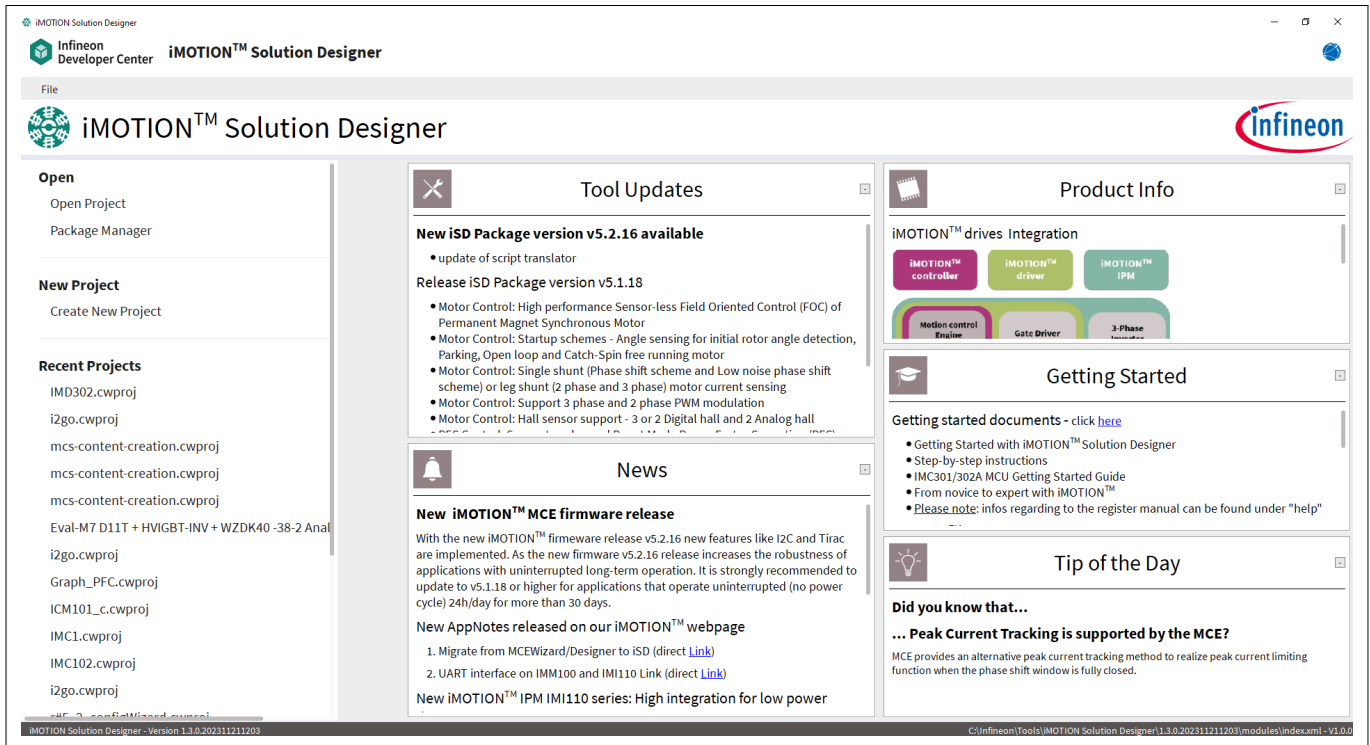 iMOTION Solution Designer
Infineon
Developer Center
iMOTION™ Solution Designer
File
iMOTION™ Solution Designer
infineon
Open
Open Project
Package Manager
New Project
Create New Project
Recent Projects
IMD302.cwproj
i2go.cwproj
mcs-content-creation.cwproj
mcs-content-creation.cwproj
mcs-content-creation.cwproj
Eval-M7 D11T + HVIGBT-INV + WZDK40 -38-2 Anal
i2go.cwproj
Graph_PFC.cwproj
ICM101_c.cwproj
IMC1.cwproj
IMC102.cwproj
i2go.cwproj
Tool Updates
New iSD Package version v5.2.16 available
• update of script translator
Release iSD Package version v5.1.18
• Motor Control: High performance Sensor-less Field Oriented Control (FOC) of
Permanent Magnet Synchronous Motor
• Motor Control: Startup schemes - Angle sensing for initial rotor angle detection,
Parking, Open loop and Catch-Spin free running motor
• Motor Control: Single shunt (Phase shift scheme and Low noise phase shift
scheme) or leg shunt (2 phase and 3 phase) motor current sensing
• Motor Control: Support 3 phase and 2 phase PWM modulation
• Motor Control: Hall sensor support - 3 or 2 Digital hall and 2 Analog hall
News
New iMOTION™ MCE firmware release
With the new iMOTION™ firmeware release v5.2.16 new features like I2C and Tirac
are implemented. As the new firmware v5.2.16 release increases the robustness of
applications with uninterrupted long-term operation. It is strongly recommended to
update to v5.1.18 or higher for applications that operate uninterrupted (no power
cycle) 24h/day for more than 30 days.
New AppNotes released on our iMOTION™ webpage
1. Migrate from MCEWizard/Designer to iSD (direct Link)
2. UART interface on IMM100 and IMI110 Link (direct Link)
New iMOTION™ IPM IMI110 series: High integration for low power
Product Info
iMOTION™ drives Integration
iMOTION™
controller
iMOTION™
driver
iMOTION™
IPM
Motion control
Engine
Gate Driver
3-Phase
Inverter
Getting Started
Getting started documents - click here
• Getting Started with iMOTION™ Solution Designer
• Step-by-step instructions
• IMC301/302A MCU Getting Started Guide
• From novice to expert with iMOTION™
• Please note: infos regarding to the register manual can be found under "help"
Tip of the Day
Did you know that...
... Peak Current Tracking is supported by the MCE?
MCE provides an alternative peak current tracking method to realize peak current limiting
function when the phase shift window is fully closed.
iMOTION Solution Designer - Version 1.3.0.202311211203
C:\Infineon\Tools\iMOTION Solution Designer\1.3.0.202311211203\modules\index.xml - V1.0.0